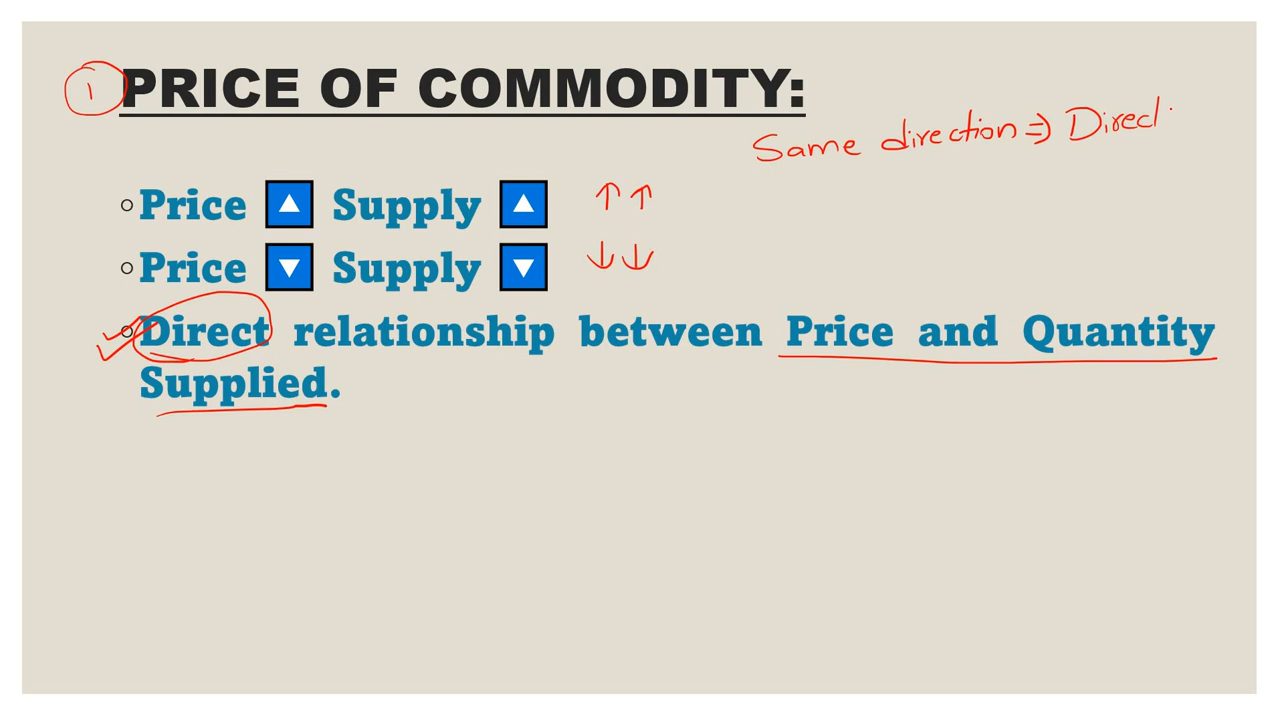 1 PRICE OF COMMODITY:
Same direction ⇒ Direct
◦ Price 🔼 Supply 🔼 ↑↑
◦ Price 🔽 Supply 🔽 ↓↓
◦ Direct relationship between Price and Quantity
Supplied.